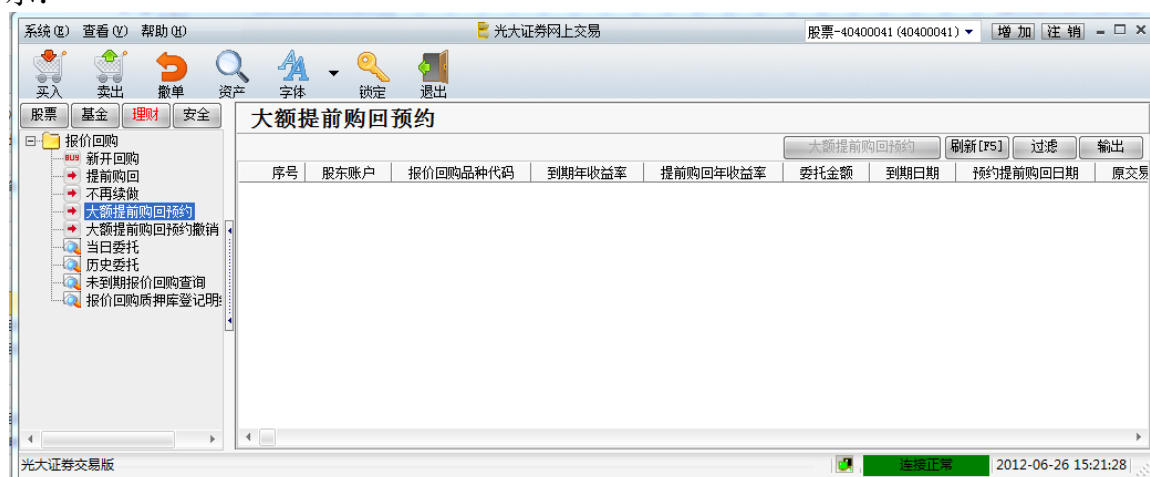 系统(E) 查看(V) 帮助(H) 光大证券网上交易 股票-40400041(40400041) 增加 注销
买入 卖出 撤单 资产 字体 锁定 退出
股票 基金 理财 安全
大额提前购回预约
报价回购
新开回购
提前购回
不再续做
大额提前购回预约
大额提前购回预约撤销
当日委托
历史委托
未到期报价回购查询
报价回购质押库登记明
大额提前购回预约 刷新[F5] 过滤 输出
序号 股东账户 报价回购品种代码 到期年收益率 提前购回年收益率 委托金额 到期日期 预约提前购回日期 原交易
光大证券交易版 连接正常 2012-06-26 15:21:28